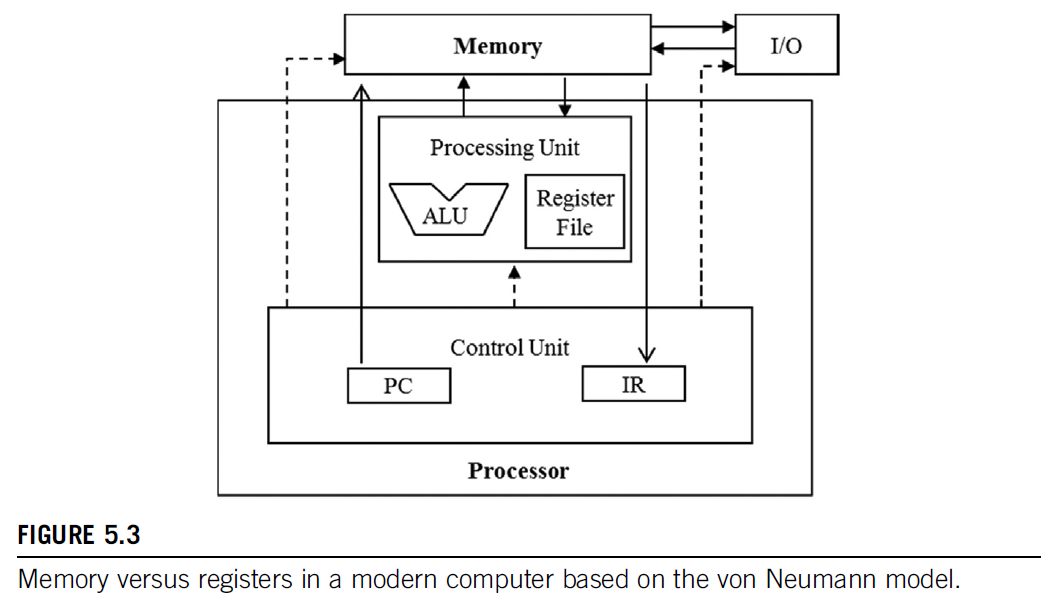 Memory
I/O
Processing Unit
ALU
Register
File
Control Unit
PC
IR
Processor
FIGURE 5.3
Memory versus registers in a modern computer based on the von Neumann model.